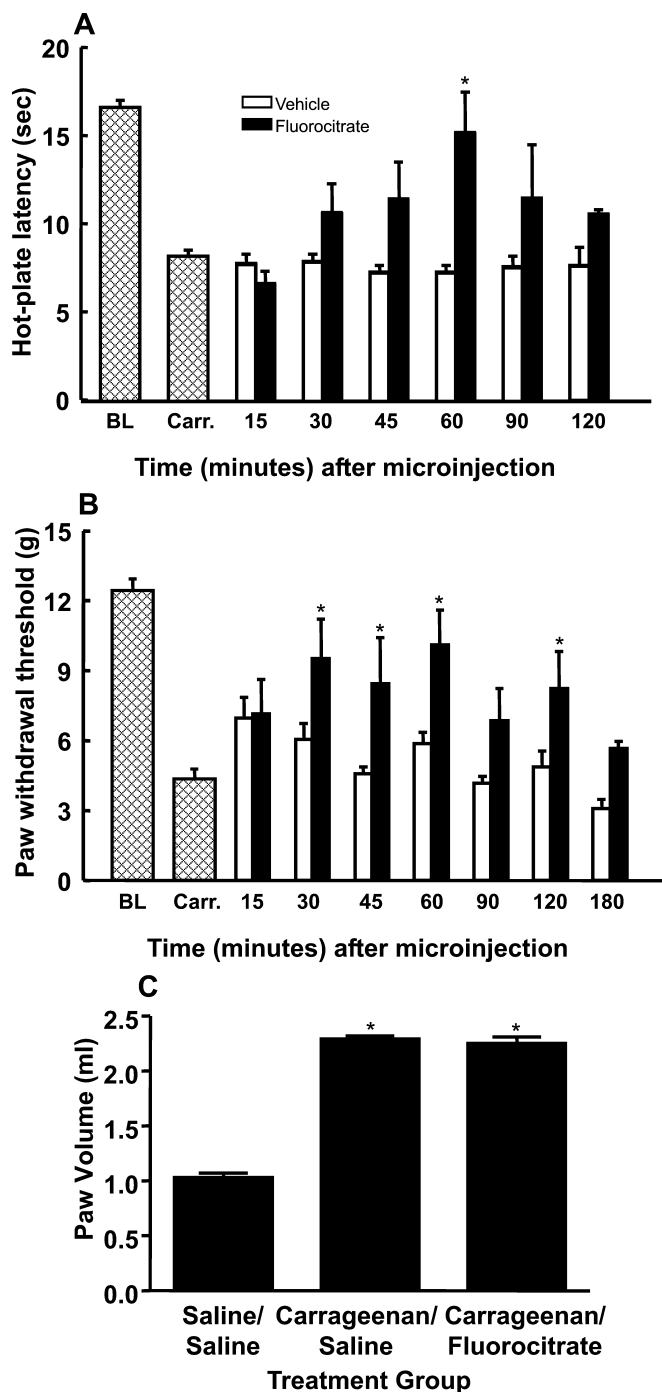 A
Hot-plate latency (sec)
20
15
10
5
0
Vehicle
Fluorocitrate
*
BL Carr. 15 30 45 60 90 120
Time (minutes) after microinjection
B
Paw withdrawal threshold (g)
15
12
9
6
3
0
* * * *
BL Carr. 15 30 45 60 90 120 180
Time (minutes) after microinjection
C
Paw Volume (ml)
2.5
2.0
1.5
1.0
0.5
0.0
* *
Saline/ Carrageenan/ Carrageenan/
Saline Saline Fluorocitrate
Treatment Group